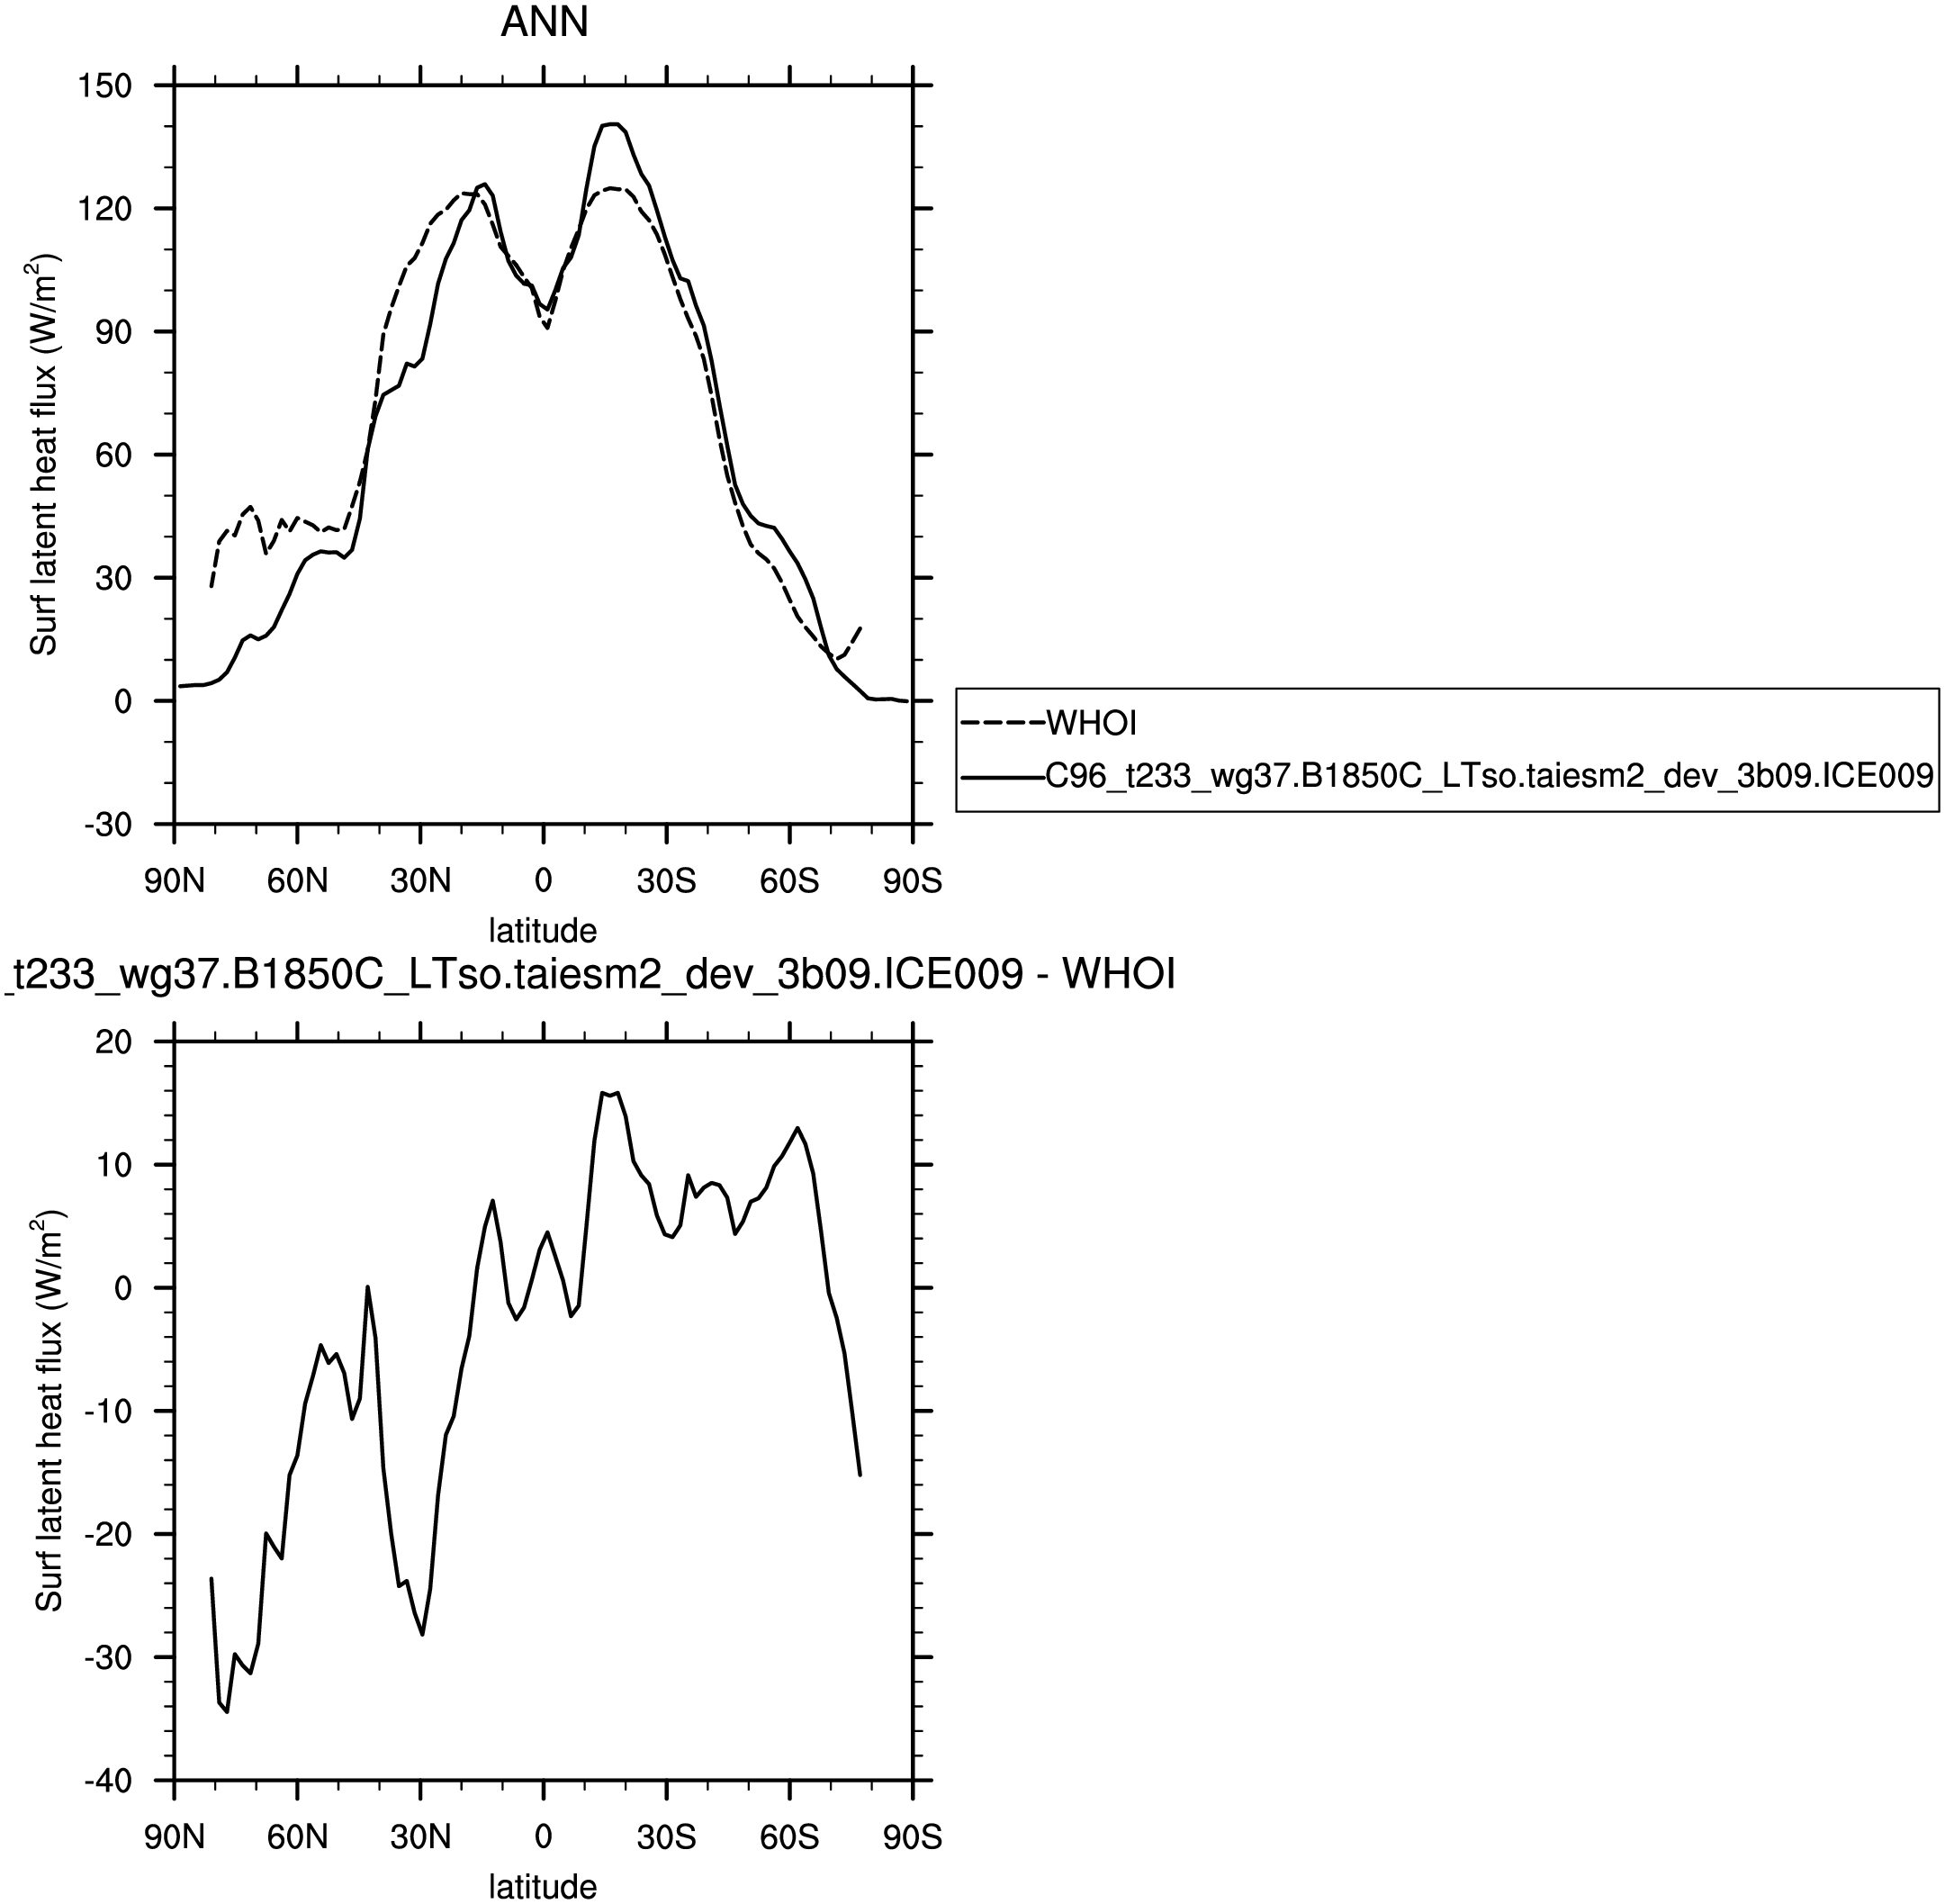 ANN
150
120
90
60
30
0
-30
Surf latent heat flux (W/m²)
90N 60N 30N 0 30S 60S 90S
latitude
WHOI
C96_t233_wg37.B1850C_LTso.taiesm2_dev_3b09.ICE009
_t233_wg37.B1850C_LTso.taiesm2_dev_3b09.ICE009 - WHOI
20
10
0
-10
-20
-30
-40
Surf latent heat flux (W/m²)
90N 60N 30N 0 30S 60S 90S
latitude